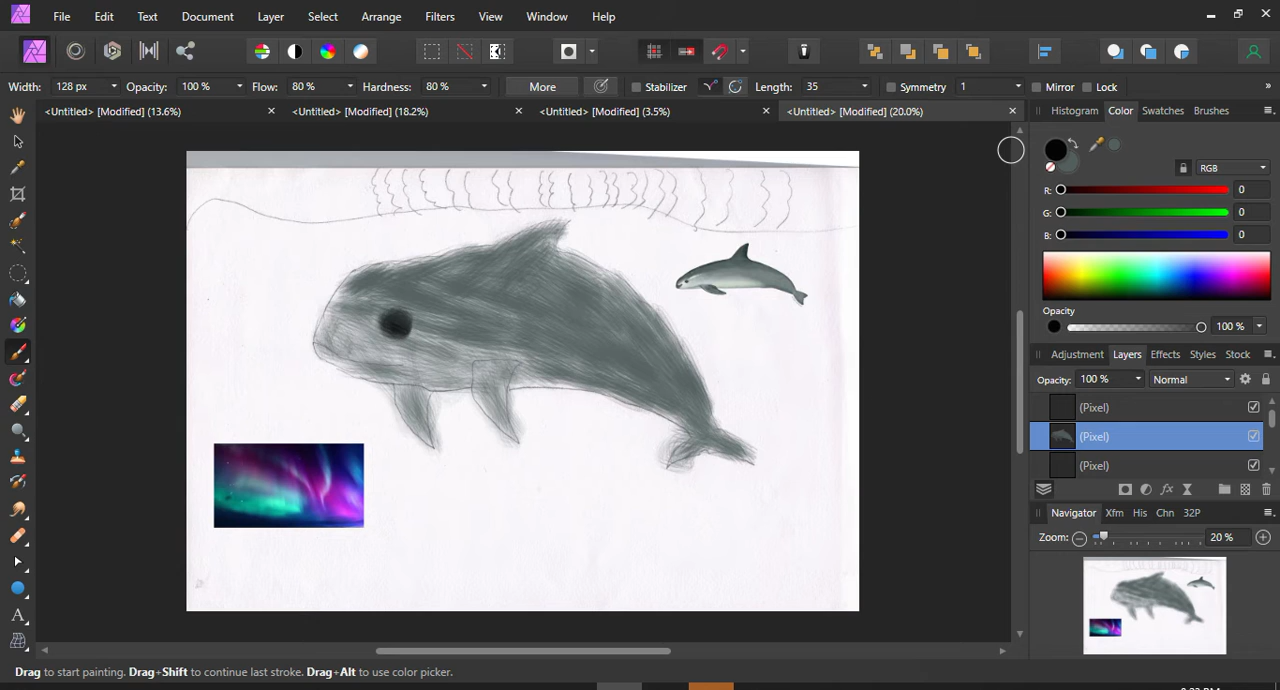 File Edit Text Document Layer Select Arrange Filters View Window Help
Width: 128 px Opacity: 100 % Flow: 80 % Hardness: 80 % More Stabilizer Length: 35 Symmetry 1 Mirror Lock »
<Untitled> [Modified] (13.6%) <Untitled> [Modified] (18.2%) <Untitled> [Modified] (3.5%) <Untitled> [Modified] (20.0%)
Histogram Color Swatches Brushes
RGB
R: 0
G: 0
B: 0
Opacity
100 %
Adjustment Layers Effects Styles Stock
Opacity: 100 % Normal
(Pixel)
(Pixel)
(Pixel)
Navigator Xfm His Chn 32P
Zoom: 20 %
Drag to start painting. Drag+Shift to continue last stroke. Drag+Alt to use color picker.